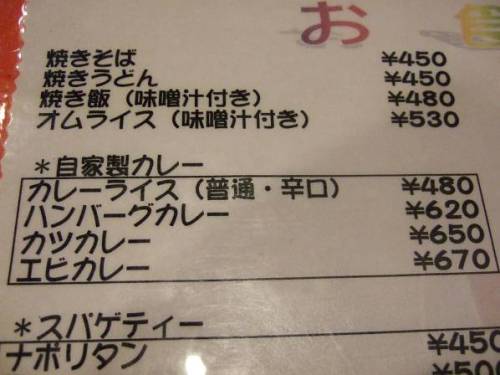 お
焼きそば ¥450
焼きうどん ¥450
焼き飯（味噌汁付き） ¥480
オムライス（味噌汁付き） ¥530
＊自家製カレー
カレーライス（普通・辛口） ¥480
ハンバーグカレー ¥620
カツカレー ¥650
エビカレー ¥670
＊スパゲティー
ナポリタン ¥450